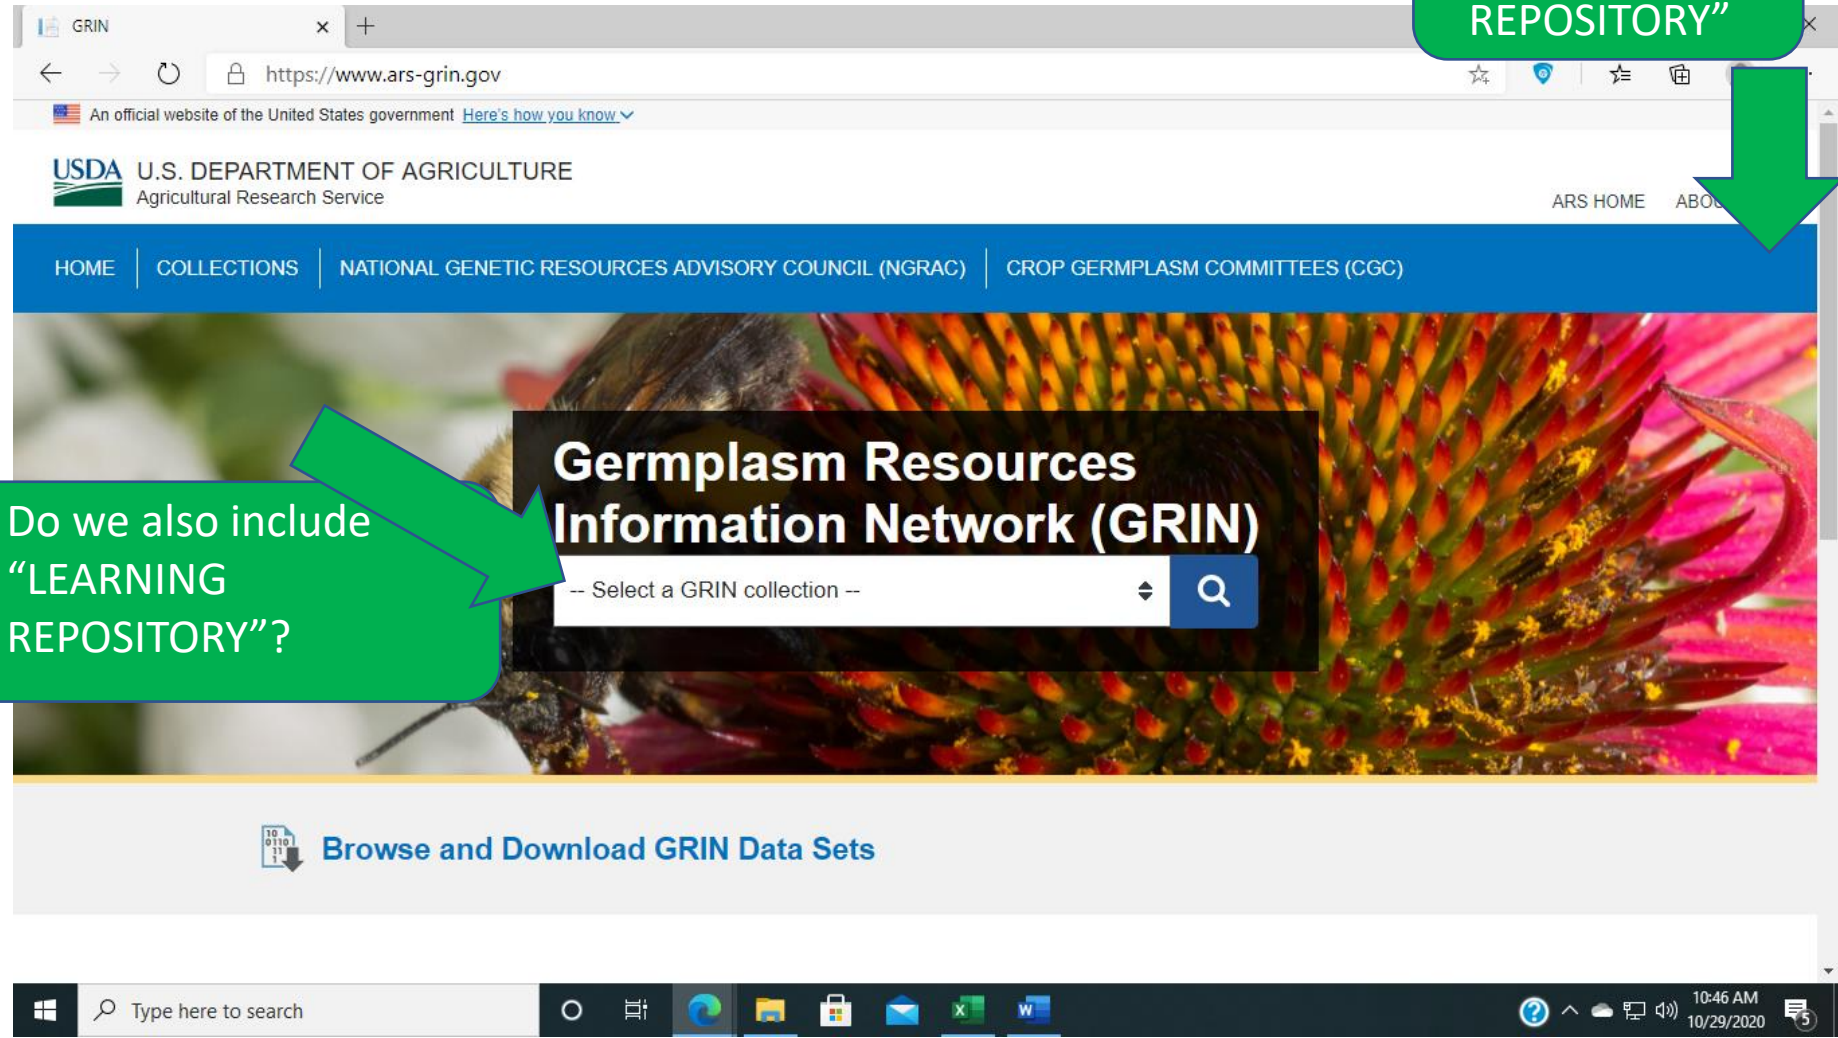 REPOSITORY”
GRIN
https://www.ars-grin.gov
An official website of the United States government Here's how you know
USDA U.S. DEPARTMENT OF AGRICULTURE
Agricultural Research Service
ARS HOME
HOME COLLECTIONS NATIONAL GENETIC RESOURCES ADVISORY COUNCIL (NGRAC) CROP GERMPLASM COMMITTEES (CGC)
Germplasm Resources
Information Network (GRIN)
-- Select a GRIN collection --
Do we also include
“LEARNING
REPOSITORY”?
Browse and Download GRIN Data Sets
Type here to search
10:46 AM
10/29/2020
5